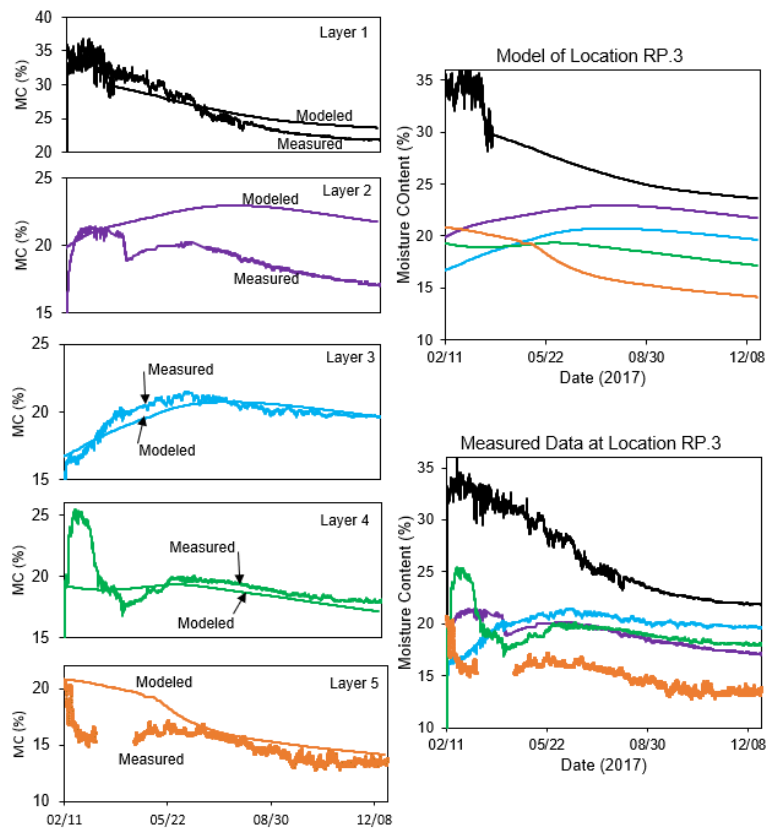 40
35
30
25
20
MC (%)
Layer 1
Modeled
Measured
25
20
15
MC (%)
Layer 2
Modeled
Measured
25
20
15
MC (%)
Layer 3
Measured
Modeled
25
20
15
MC (%)
Layer 4
Measured
Modeled
20
15
10
MC (%)
Layer 5
Modeled
Measured
02/11 05/22 08/30 12/08
Model of Location RP.3
35
30
25
20
15
10
Moisture COntent (%)
02/11 05/22 08/30 12/08
Date (2017)
Measured Data at Location RP.3
35
30
25
20
15
10
Moisture Content (%)
02/11 05/22 08/30 12/08
Date (2017)